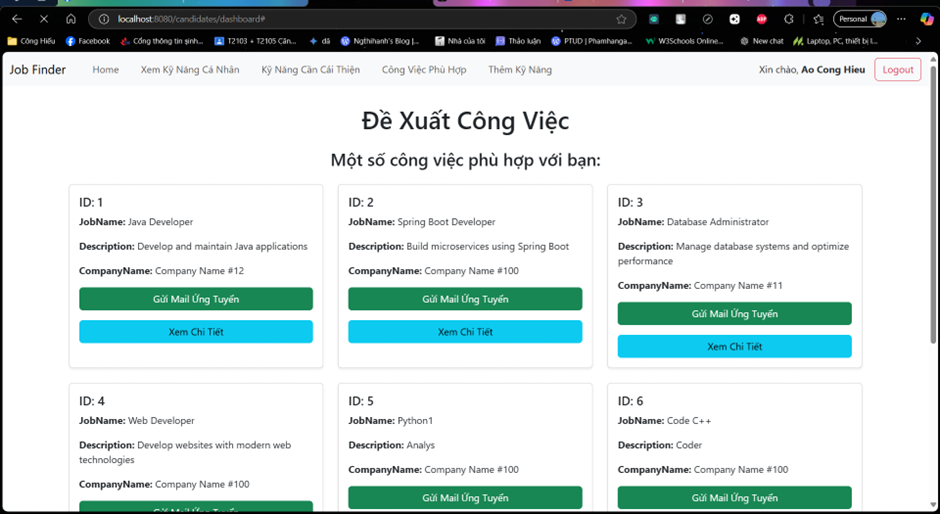 localhost:8080/candidates/dashboard#
Personal
Công Hiếu
Facebook
Cổng thông tin sinh...
T2103 + T2105 Căn...
dã
Ngthihanh's Blog |...
Nhà của tôi
Thảo luận
PTUD | Phamhanga...
W3Schools Online...
New chat
Laptop, PC, thiết bị l...
Job Finder
Home
Xem Kỹ Năng Cá Nhân
Kỹ Năng Cần Cải Thiện
Công Việc Phù Hợp
Thêm Kỹ Năng
Xin chào, Ao Cong Hieu
Logout
Đề Xuất Công Việc
Một số công việc phù hợp với bạn:
ID: 1
JobName: Java Developer
Description: Develop and maintain Java applications
CompanyName: Company Name #12
Gửi Mail Ứng Tuyển
Xem Chi Tiết
ID: 2
JobName: Spring Boot Developer
Description: Build microservices using Spring Boot
CompanyName: Company Name #100
Gửi Mail Ứng Tuyển
Xem Chi Tiết
ID: 3
JobName: Database Administrator
Description: Manage database systems and optimize
performance
CompanyName: Company Name #11
Gửi Mail Ứng Tuyển
Xem Chi Tiết
ID: 4
JobName: Web Developer
Description: Develop websites with modern web
technologies
CompanyName: Company Name #100
Gửi Mail Ứng Tuyển
ID: 5
JobName: Python1
Description: Analys
CompanyName: Company Name #100
Gửi Mail Ứng Tuyển
ID: 6
JobName: Code C++
Description: Coder
CompanyName: Company Name #100
Gửi Mail Ứng Tuyển